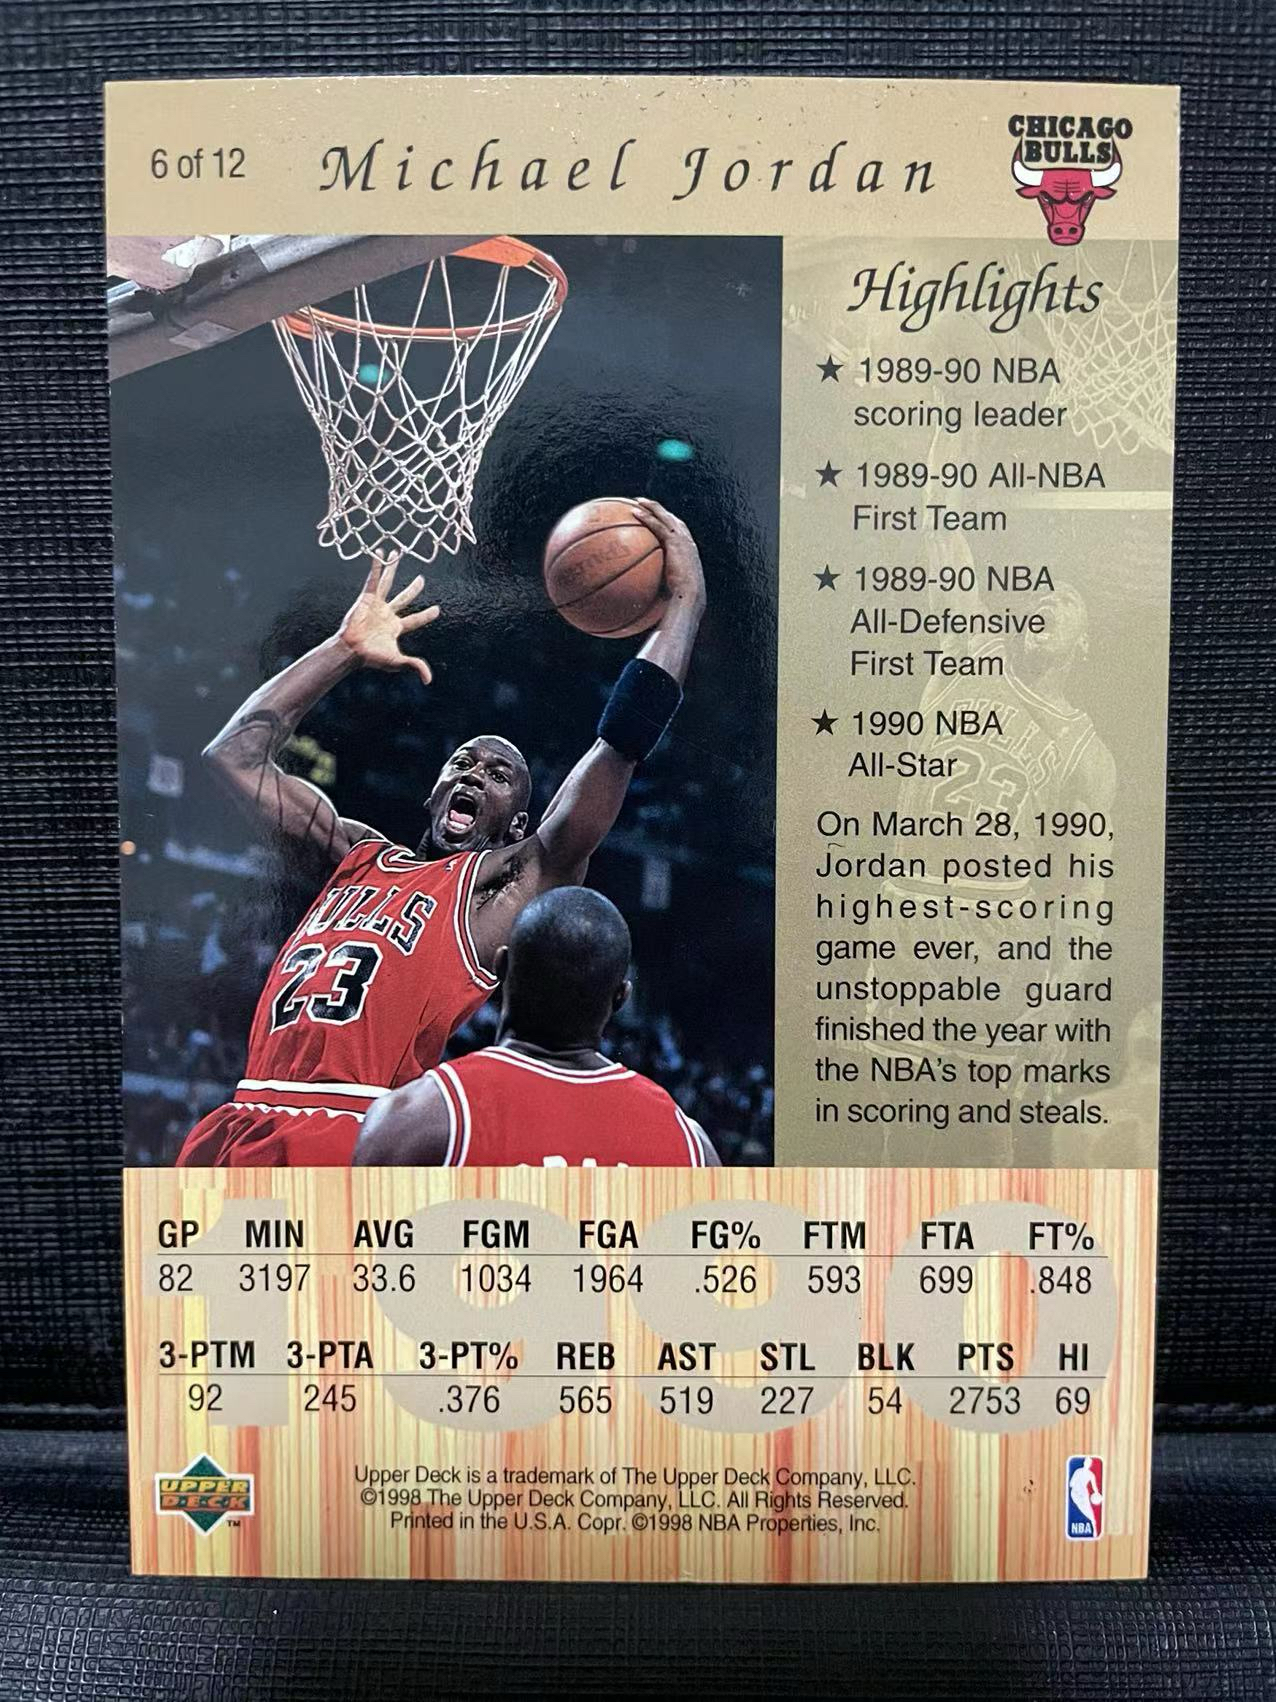 6 of 12
Michael Jordan
CHICAGO
BULLS
Highlights
★ 1989-90 NBA
scoring leader
★ 1989-90 All-NBA
First Team
★ 1989-90 NBA
All-Defensive
First Team
★ 1990 NBA
All-Star
On March 28, 1990,
Jordan posted his
highest-scoring
game ever, and the
unstoppable guard
finished the year with
the NBA's top marks
in scoring and steals.
BULLS
23
BULLS
23
1990
GP MIN AVG FGM FGA FG% FTM FTA FT%
82 3197 33.6 1034 1964 .526 593 699 .848
3-PTM 3-PTA 3-PT% REB AST STL BLK PTS HI
92 245 .376 565 519 227 54 2753 69
UPPER
DECK
TM
Upper Deck is a trademark of The Upper Deck Company, LLC.
©1998 The Upper Deck Company, LLC. All Rights Reserved.
Printed in the U.S.A. Copr. ©1998 NBA Properties, Inc.
NBA